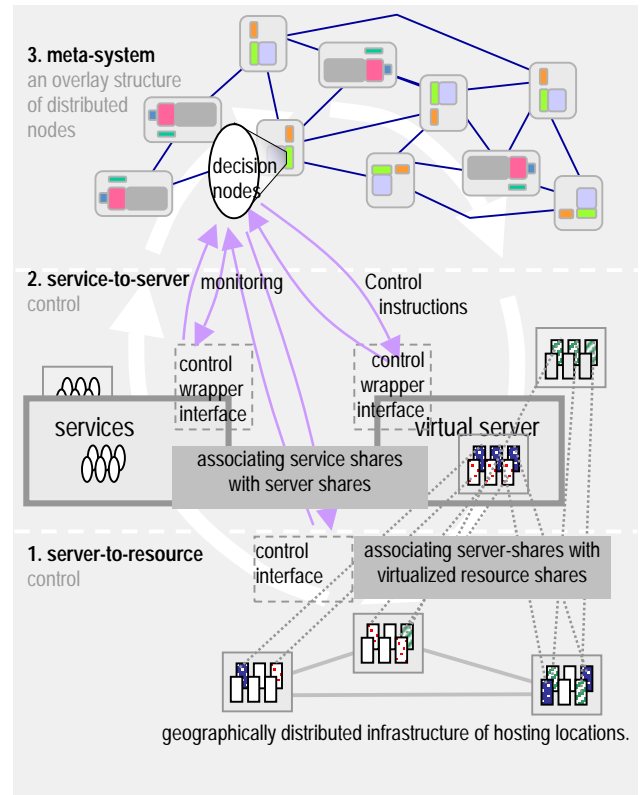 3. meta-system
an overlay structure
of distributed
nodes
decision
nodes
2. service-to-server
control
monitoring
Control
instructions
control
wrapper
interface
control
wrapper
interface
services
virtual server
associating service shares
with server shares
1. server-to-resource
control
control
interface
associating server-shares with
virtualized resource shares
geographically distributed infrastructure of hosting locations.